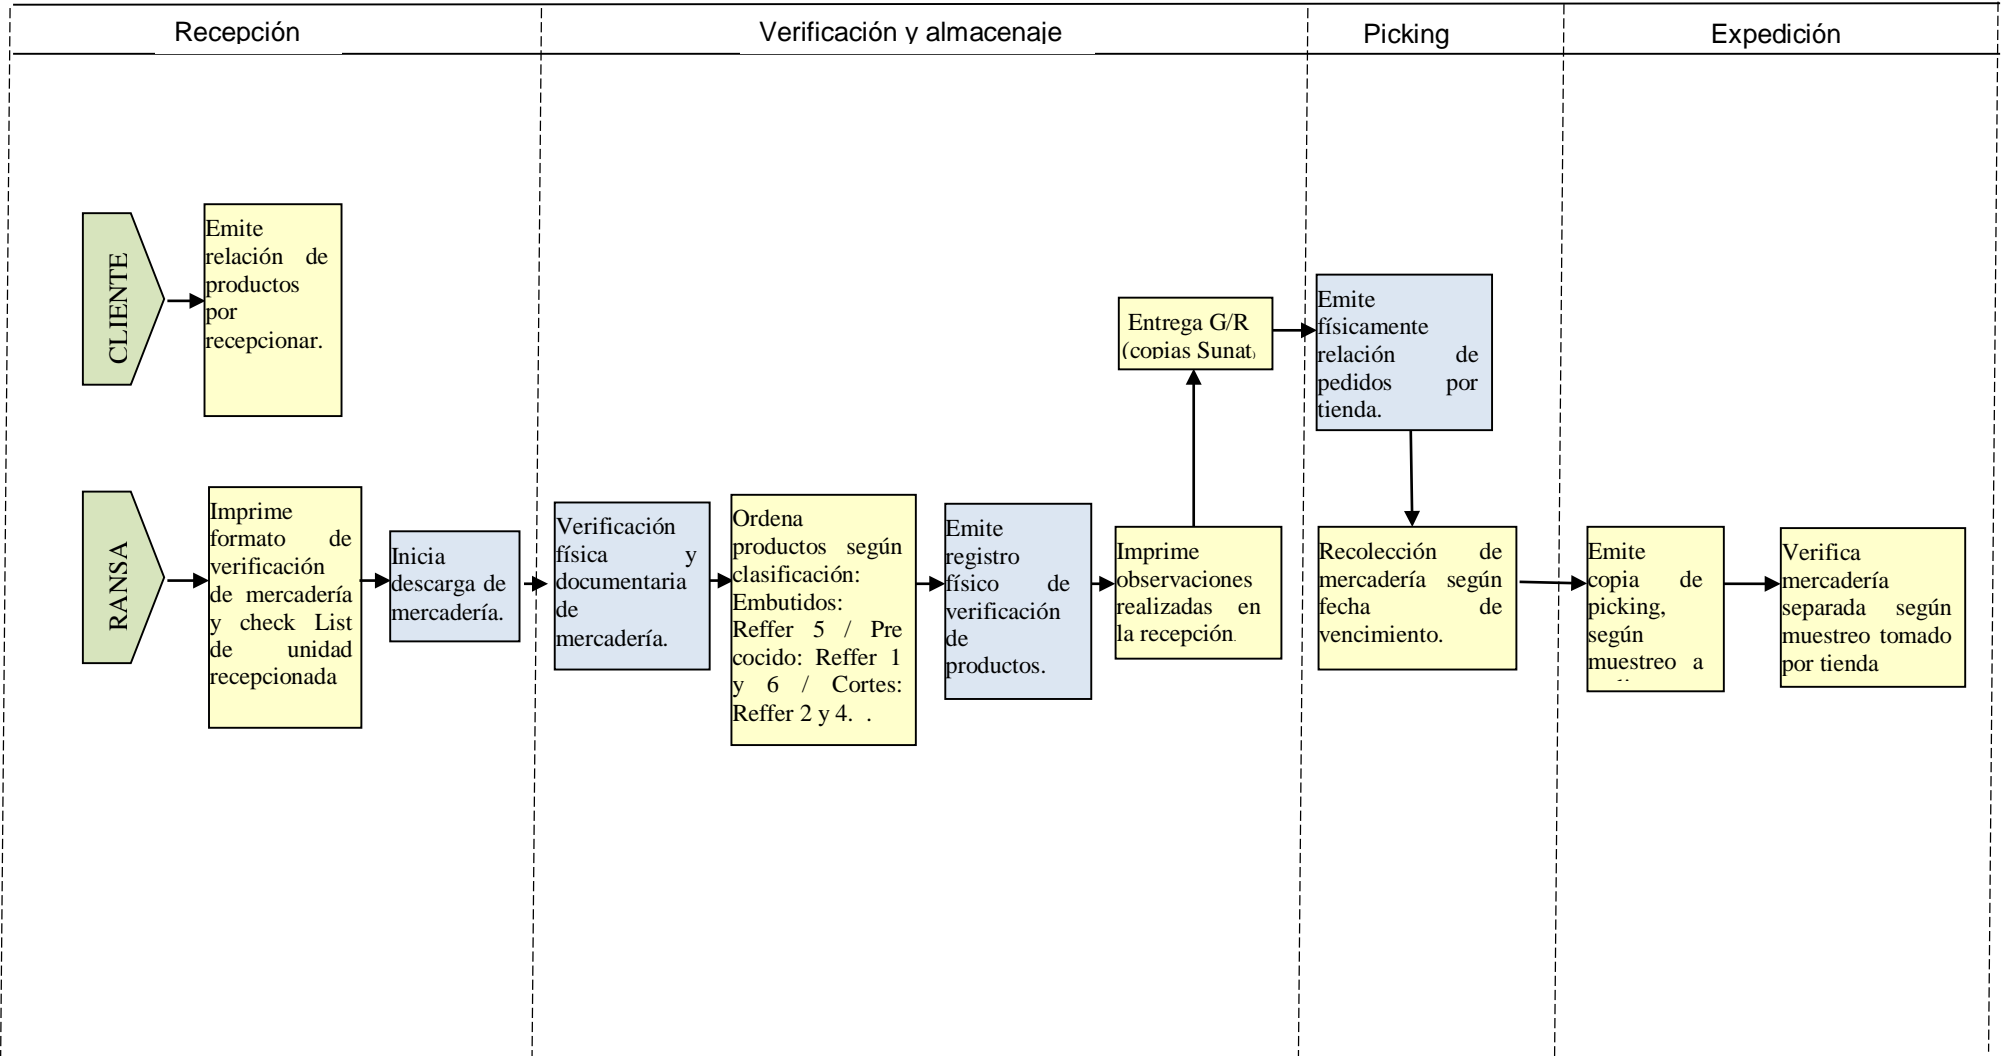 Recepción
Verificación y almacenaje
Picking
Expedición
CLIENTE
Emite
relación de
productos
por
recepcionar.
Entrega G/R
(copias Sunat)
Emite
físicamente
relación de
pedidos por
tienda.
RANSA
Imprime
formato de
verificación
de mercadería
y check List
de unidad
recepcionada
Inicia
descarga de
mercadería.
Verificación
física y
documentaria
de
mercadería.
Ordena
productos según
clasificación:
Embutidos:
Reffer 5 / Pre
cocido: Reffer 1
y 6 / Cortes:
Reffer 2 y 4. .
Emite
registro
físico de
verificación
de
productos.
Imprime
observaciones
realizadas en
la recepción.
Recolección de
mercadería según
fecha de
vencimiento.
Emite
copia de
picking,
según
muestreo a
Verifica
mercadería
separada según
muestreo tomado
por tienda